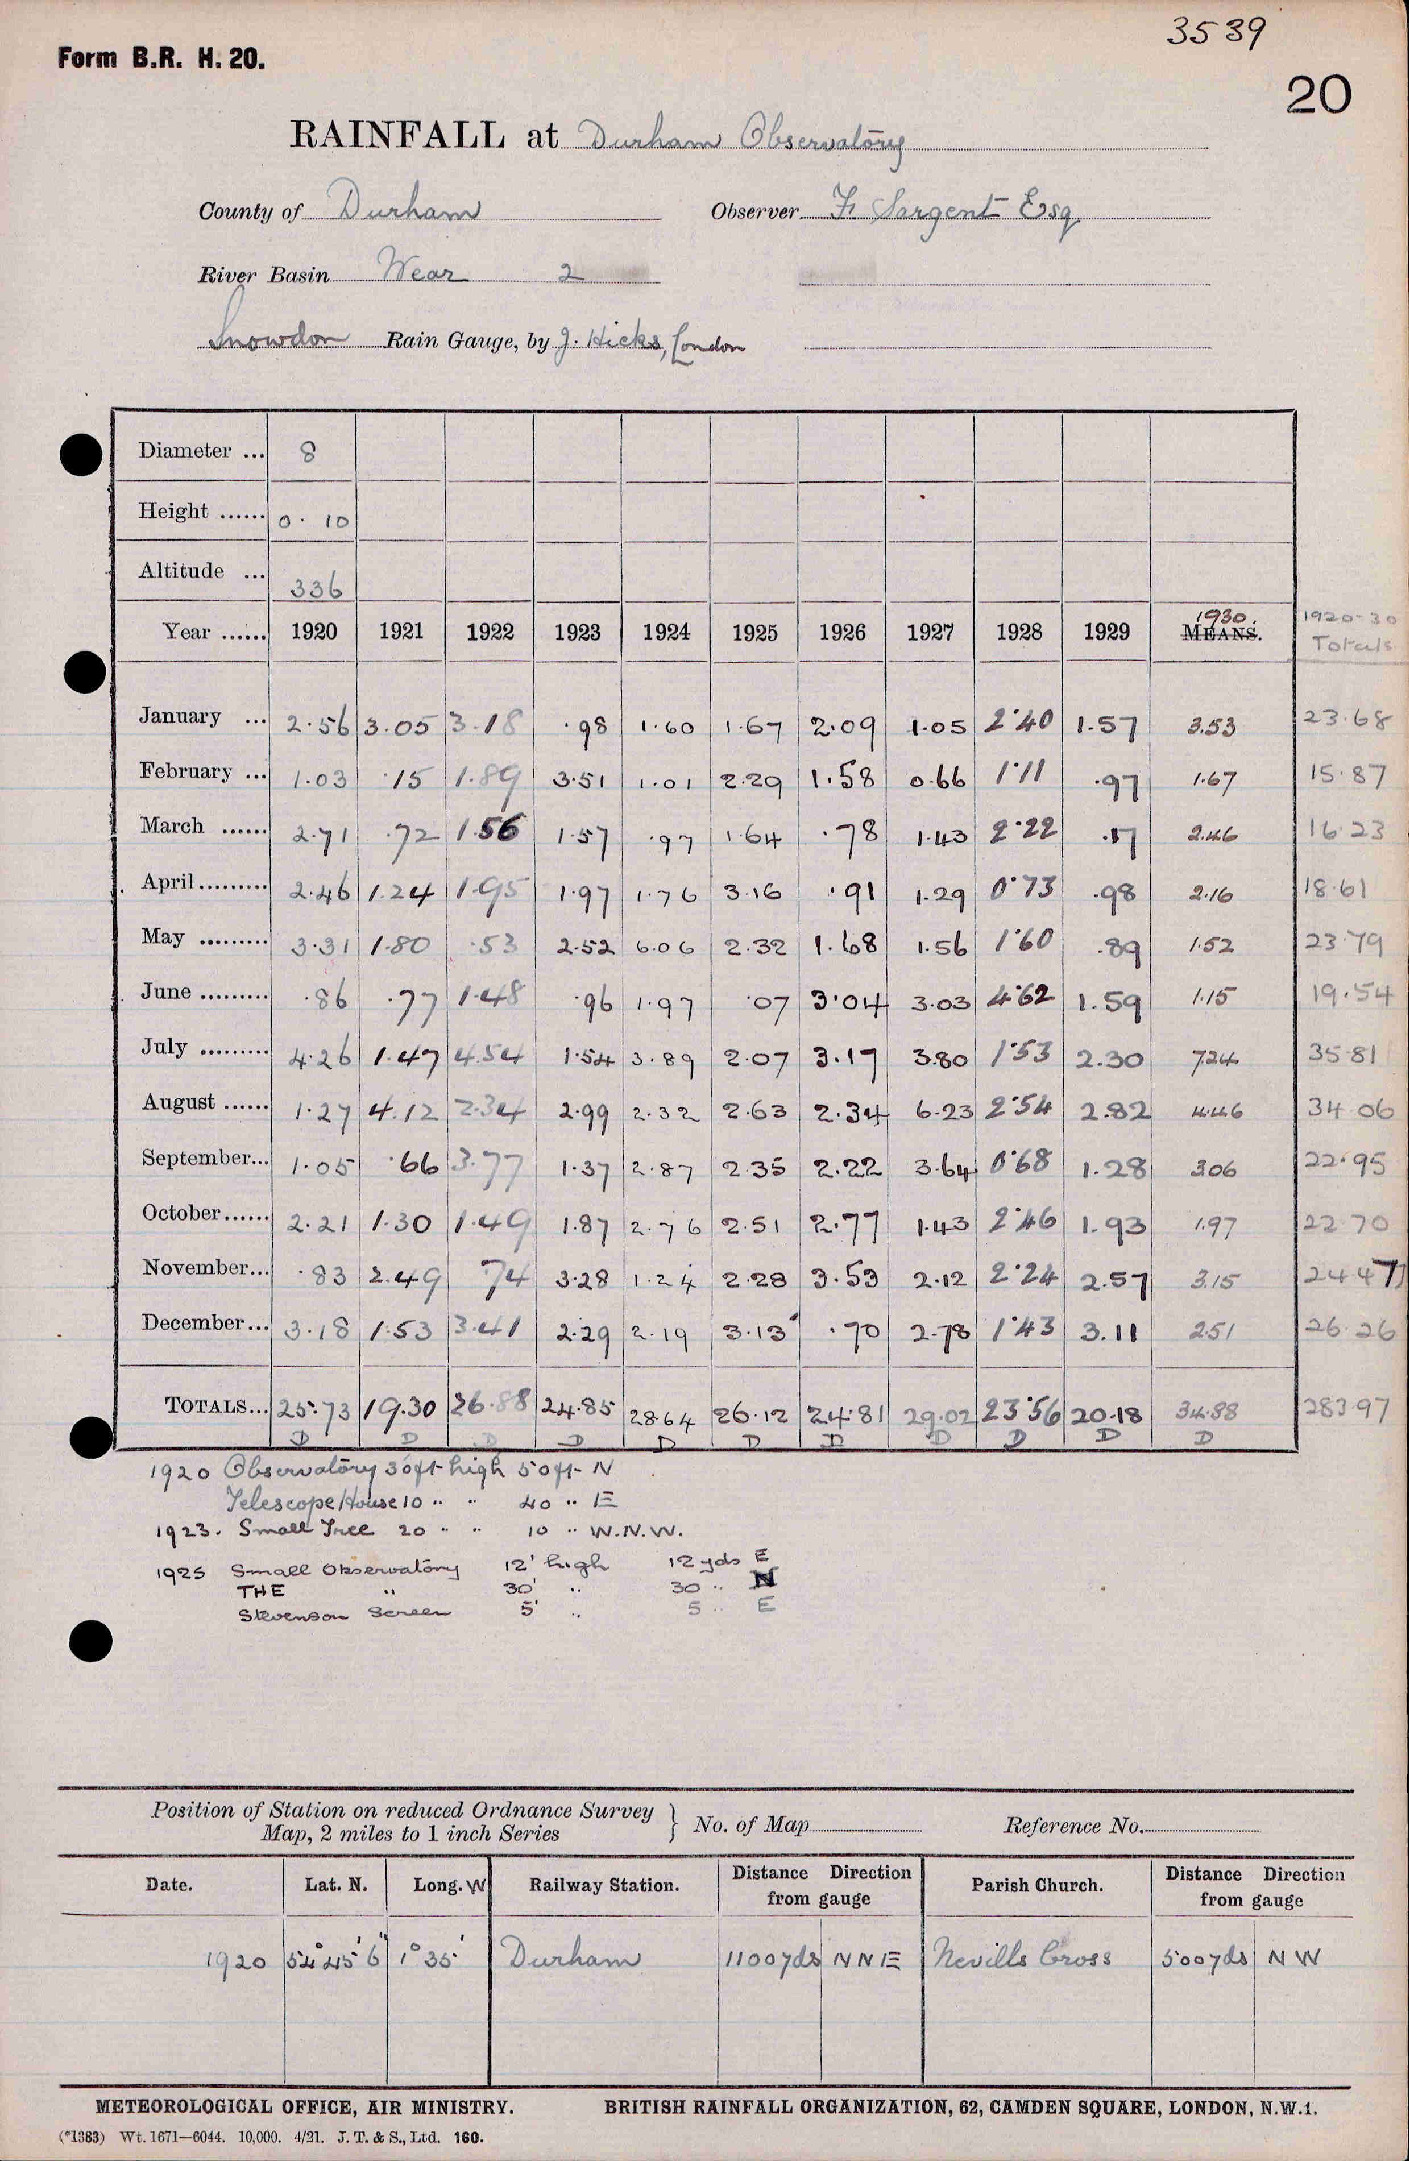 3539
Form B.R. H. 20.
20
RAINFALL at Durham Observatory
County of Durham Observer F. Sargent Esq
River Basin Wear 2
Snowdon Rain Gauge, by J. Hicks, London
Diameter ... 8
Height ...... 0. 10
Altitude ... 336
Year ...... 1920 1921 1922 1923 1924 1925 1926 1927 1928 1929 1930. MEANS. 1920-30 Totals
January ... 2.56 3.05 3.18 .98 1.60 1.67 2.09 1.05 2.40 1.57 3.53 23.68
February ... 1.03 .15 1.89 3.51 1.01 2.29 1.58 0.66 1.11 .97 1.67 15.87
March ...... 2.71 .72 1.56 1.57 .97 1.64 .78 1.43 2.22 .17 2.46 16.23
April ......... 2.46 1.24 1.95 1.97 1.76 3.16 .91 1.29 0.73 .98 2.16 18.61
May ......... 3.31 1.80 .53 2.52 6.06 2.32 1.68 1.56 1.60 .89 1.52 23.79
June ......... .86 .77 1.48 .96 1.97 .07 3.04 3.03 4.62 1.59 1.15 19.54
July ......... 4.26 1.47 4.54 1.54 3.89 2.07 3.17 3.80 1.53 2.30 7.24 35.81
August ...... 1.27 4.12 2.34 2.99 2.32 2.63 2.34 6.23 2.54 2.82 4.46 34.06
September... 1.05 .66 3.77 1.37 2.87 2.35 2.22 3.64 0.68 1.28 3.06 22.95
October...... 2.21 1.30 1.49 1.87 2.76 2.51 2.77 1.43 2.46 1.93 1.97 22.70
November... .83 2.49 74 3.28 1.24 2.28 3.53 2.12 2.24 2.57 3.15 24.47
December... 3.18 1.53 3.41 2.29 2.19 3.13 .70 2.78 1.43 3.11 2.51 26.26
TOTALS... 25.73 19.30 26.88 24.85 28.64 26.12 24.81 29.02 23.56 20.18 34.88 283.97
D D D D D D D D D D D
1920 Observatory 30ft high 50ft N
Telescope House 10 " " 40 " E
1923. Small Tree 20 " " 10 " W.N.W.
1925 Small Observatory 12' high 12 yds E
THE " 30' " 30 " N
Stevenson Screen 5' " 5 " E
Position of Station on reduced Ordnance Survey Map, 2 miles to 1 inch Series } No. of Map Reference No.
Date. Lat. N. Long. W Railway Station. Distance Direction from gauge Parish Church. Distance Direction from gauge
1920 54° 45' 6" 1° 35' Durham 1100yds N N E Nevills Cross 500yds N W
METEOROLOGICAL OFFICE, AIR MINISTRY. BRITISH RAINFALL ORGANIZATION, 62, CAMDEN SQUARE, LONDON, N.W.1.
(*1383) Wt. 1671—6044. 10,000. 4/21. J. T. & S., Ltd. 160.